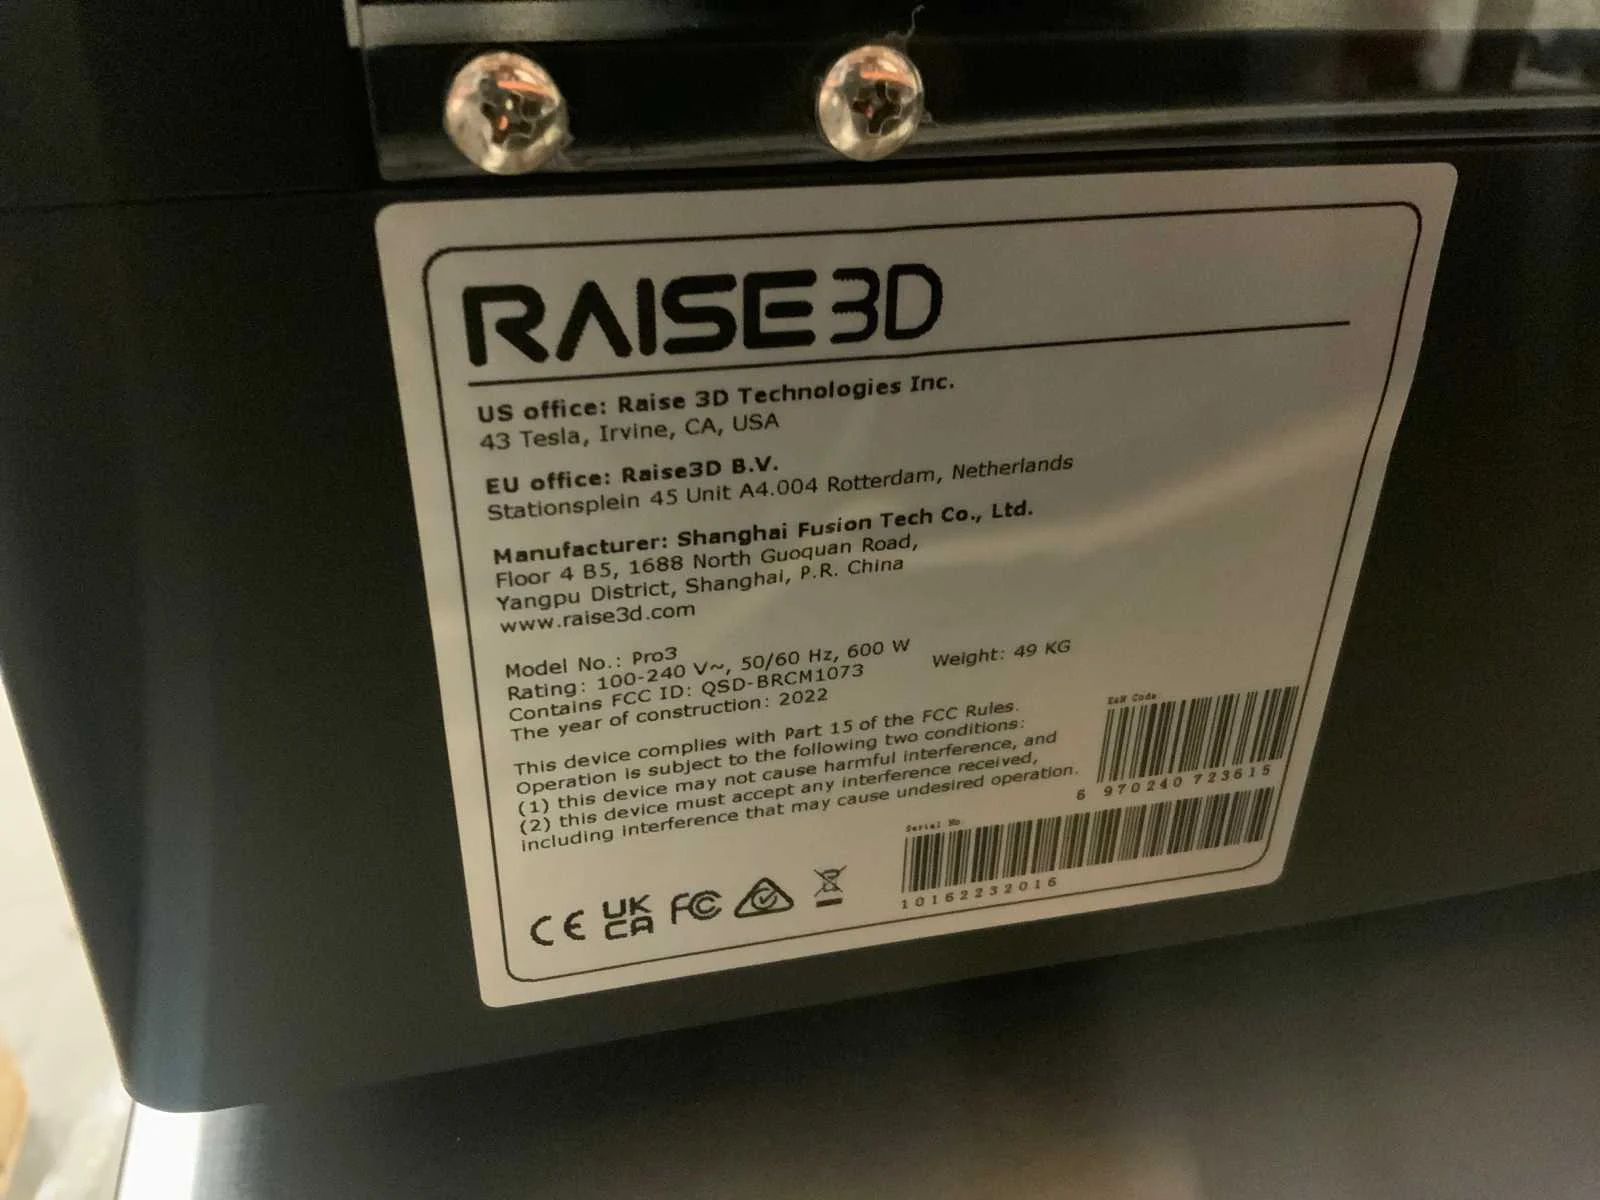 RAISE3D
US office: Raise 3D Technologies Inc.
43 Tesla, Irvine, CA, USA
EU office: Raise3D B.V.
Stationsplein 45 Unit A4.004 Rotterdam, Netherlands
Manufacturer: Shanghai Fusion Tech Co., Ltd.
Floor 4 B5, 1688 North Guoquan Road,
Yangpu District, Shanghai, P.R. China
www.raise3d.com
Model No.: Pro3
Rating: 100-240 V~, 50/60 Hz, 600 W
Weight: 49 KG
Contains FCC ID: QSD-BRCM1073
The year of construction: 2022
This device complies with Part 15 of the FCC Rules.
Operation is subject to the following two conditions:
(1) this device may not cause harmful interference, and
(2) this device must accept any interference received,
including interference that may cause undesired operation.
EAN Code
6 970240 723615
Serial No.
10162232016
CE UK CA FC